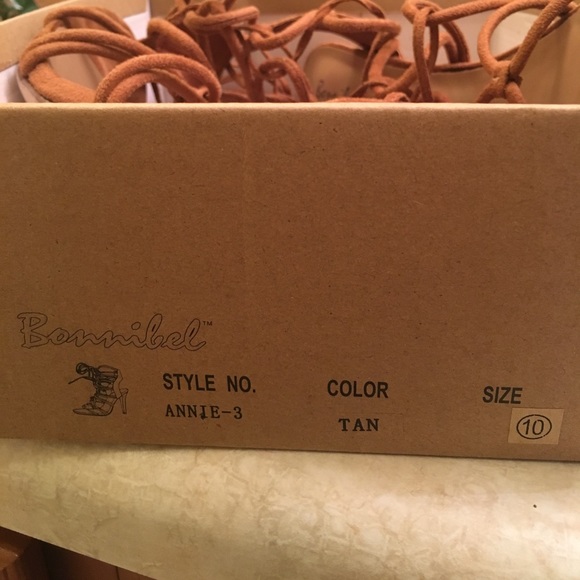 Bonnibel™
STYLE NO. COLOR SIZE
ANNIE-3 TAN 10